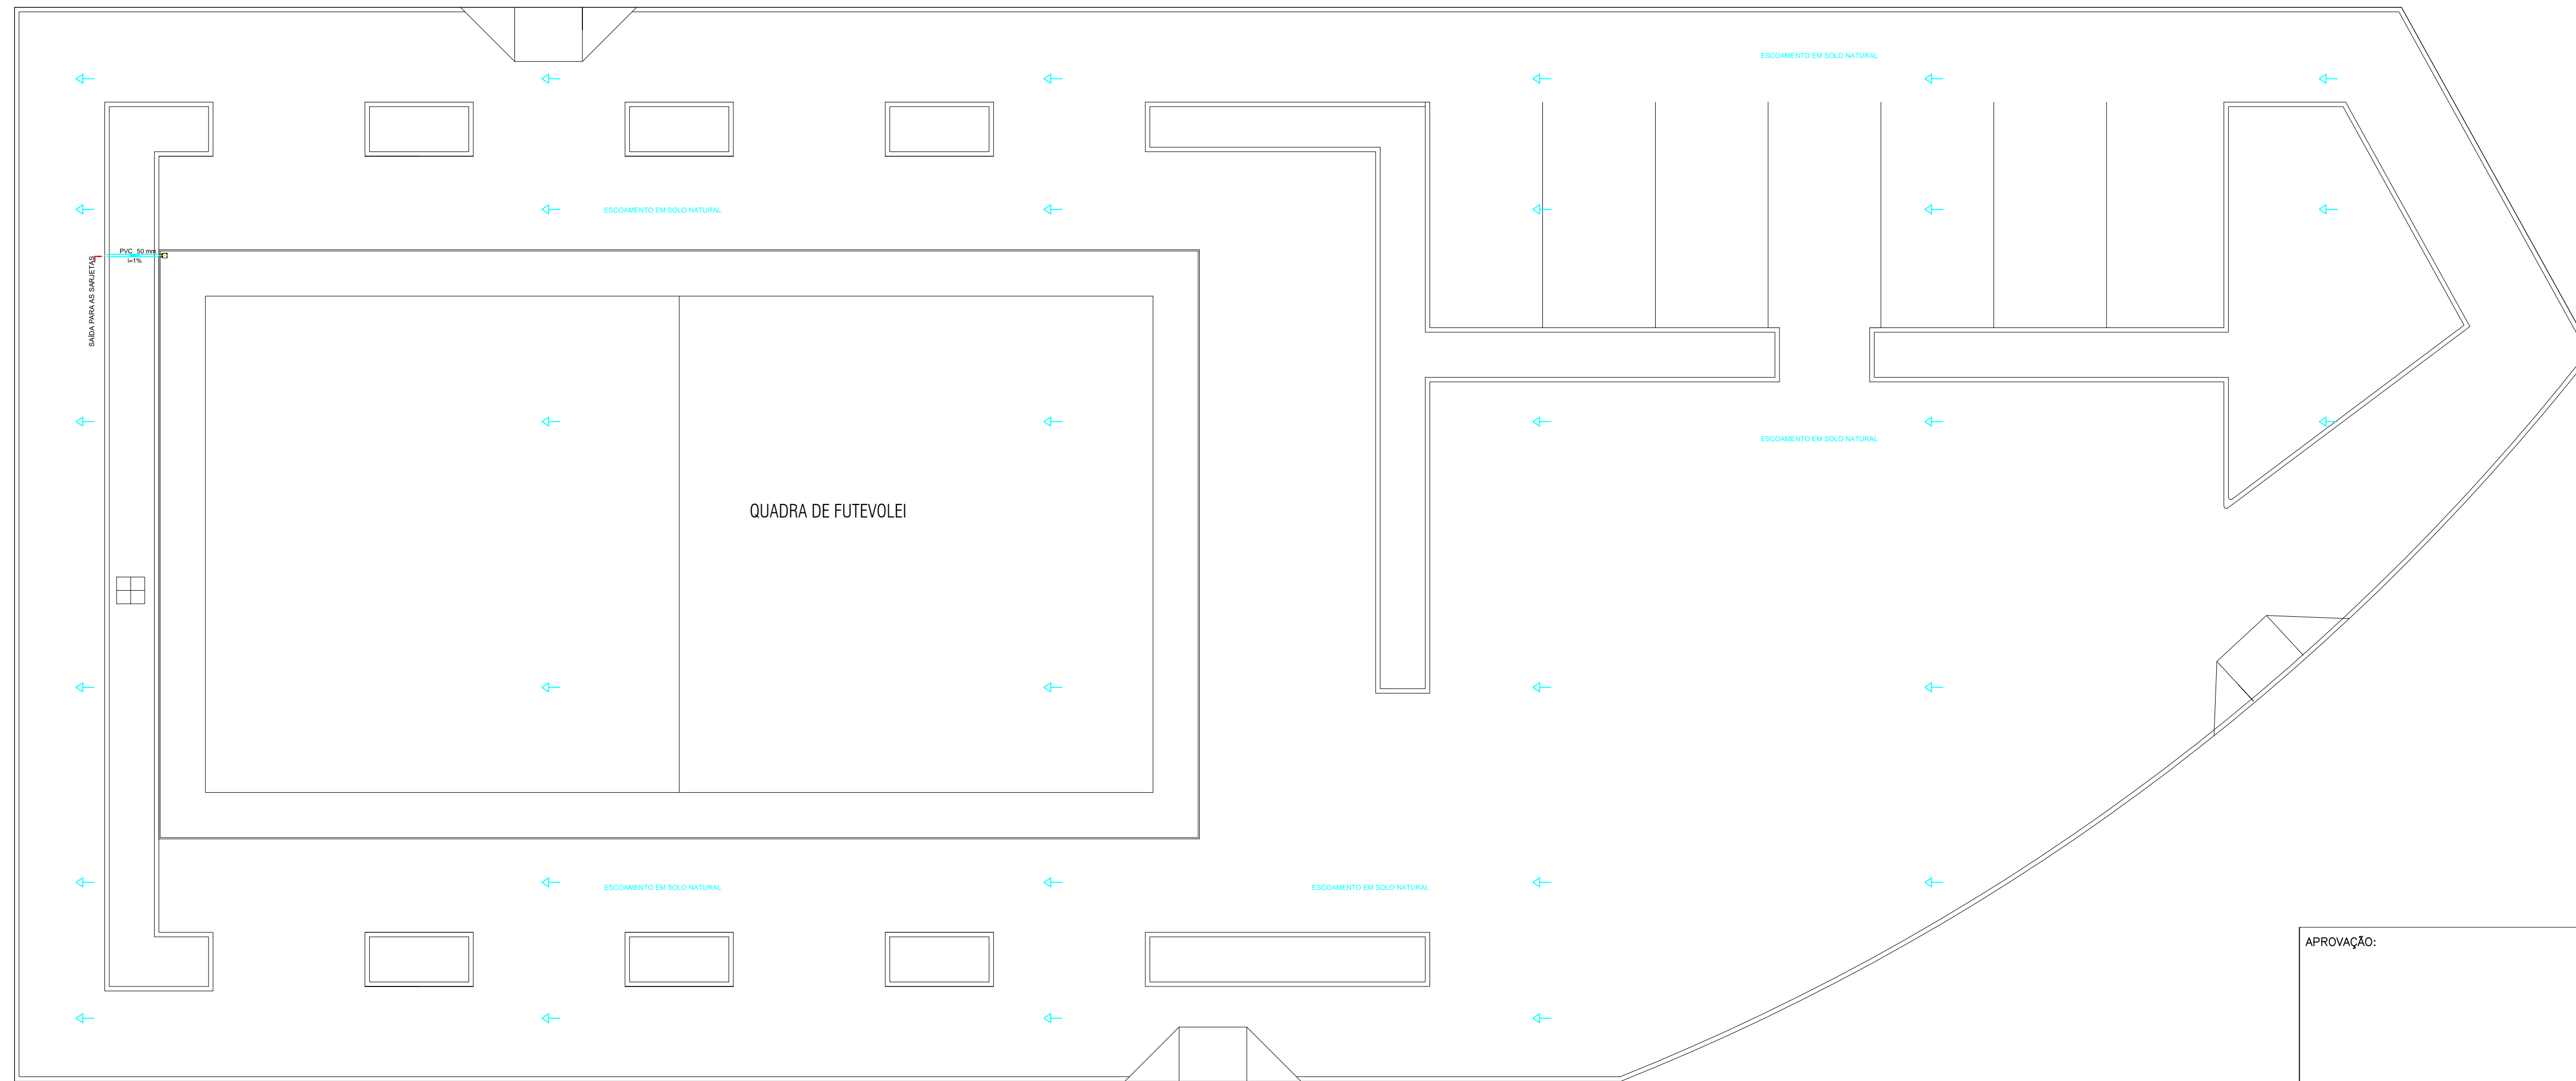 ESCOAMENTO EM SOLO NATURAL
ESCOAMENTO EM SOLO NATURAL
PVC 50 mm
i=1%
SAÍDA PARA AS SARJETAS
ESCOAMENTO EM SOLO NATURAL
QUADRA DE FUTEVOLEI
ESCOAMENTO EM SOLO NATURAL
ESCOAMENTO EM SOLO NATURAL
APROVAÇÃO: